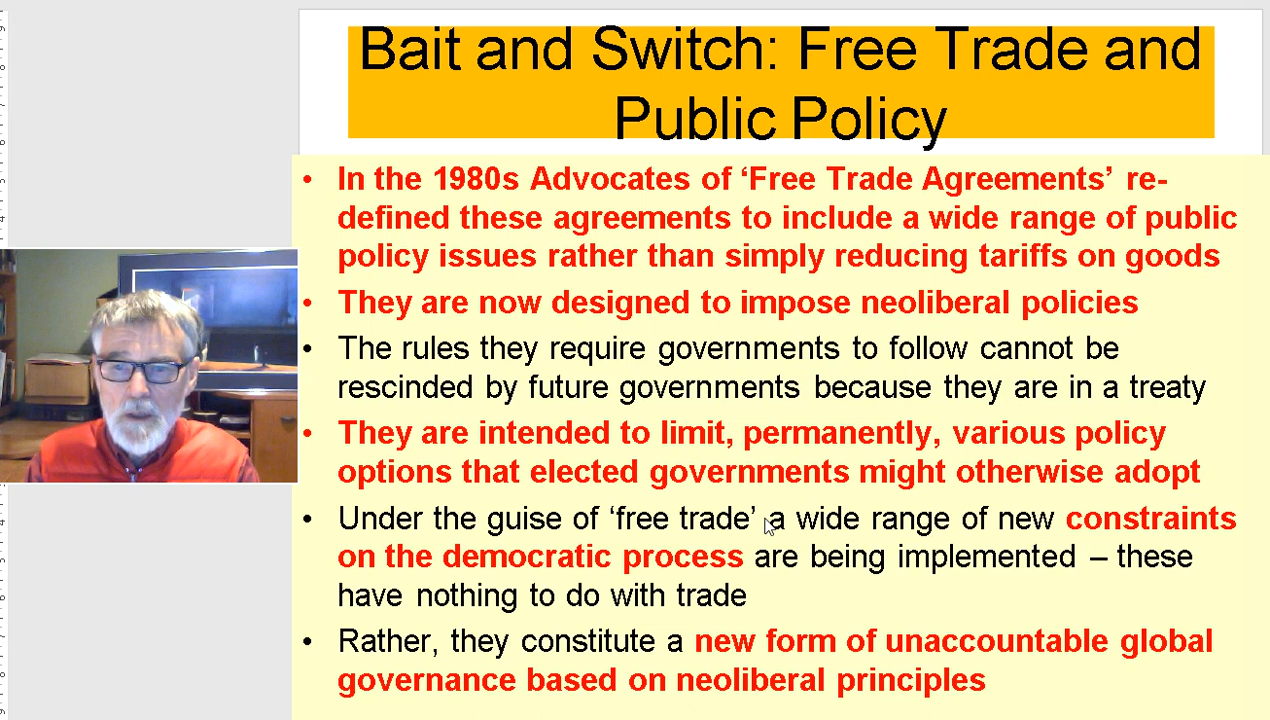 Bait and Switch: Free Trade and
Public Policy
• In the 1980s Advocates of ‘Free Trade Agreements’ re-
defined these agreements to include a wide range of public
policy issues rather than simply reducing tariffs on goods
• They are now designed to impose neoliberal policies
• The rules they require governments to follow cannot be
rescinded by future governments because they are in a treaty
• They are intended to limit, permanently, various policy
options that elected governments might otherwise adopt
• Under the guise of ‘free trade’ a wide range of new constraints
on the democratic process are being implemented – these
have nothing to do with trade
• Rather, they constitute a new form of unaccountable global
governance based on neoliberal principles